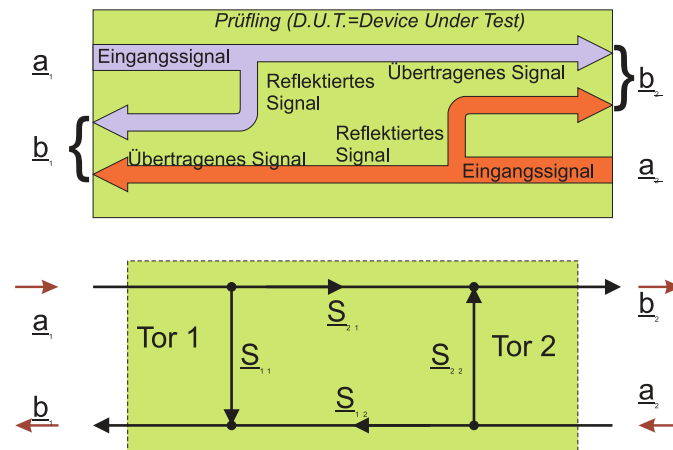 Prüfling (D.U.T.=Device Under Test)
a1
Eingangssignal
Übertragenes Signal
b2
Reflektiertes
Signal
Reflektiertes
Signal
b1
Übertragenes Signal
Eingangssignal
a2
a1
S21
b2
Tor 1
Tor 2
S11
S22
b1
S12
a2